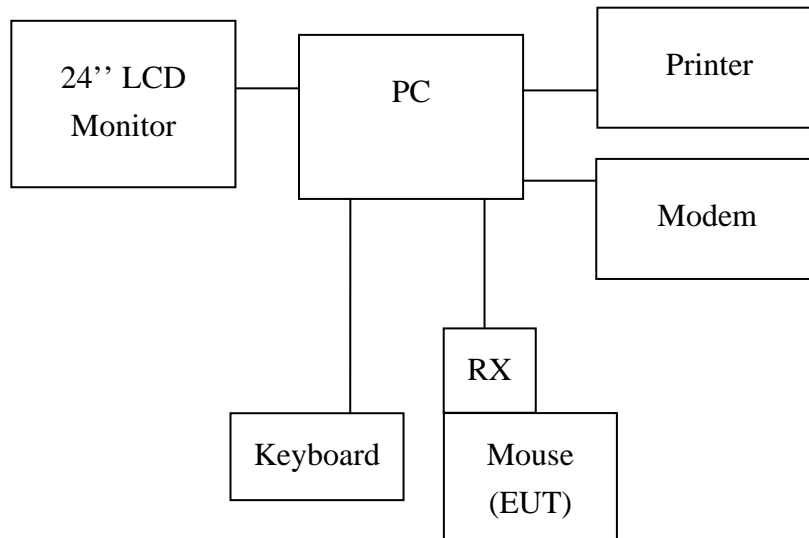 24’’ LCD
Monitor
PC
Printer
Modem
RX
Keyboard
Mouse
(EUT)